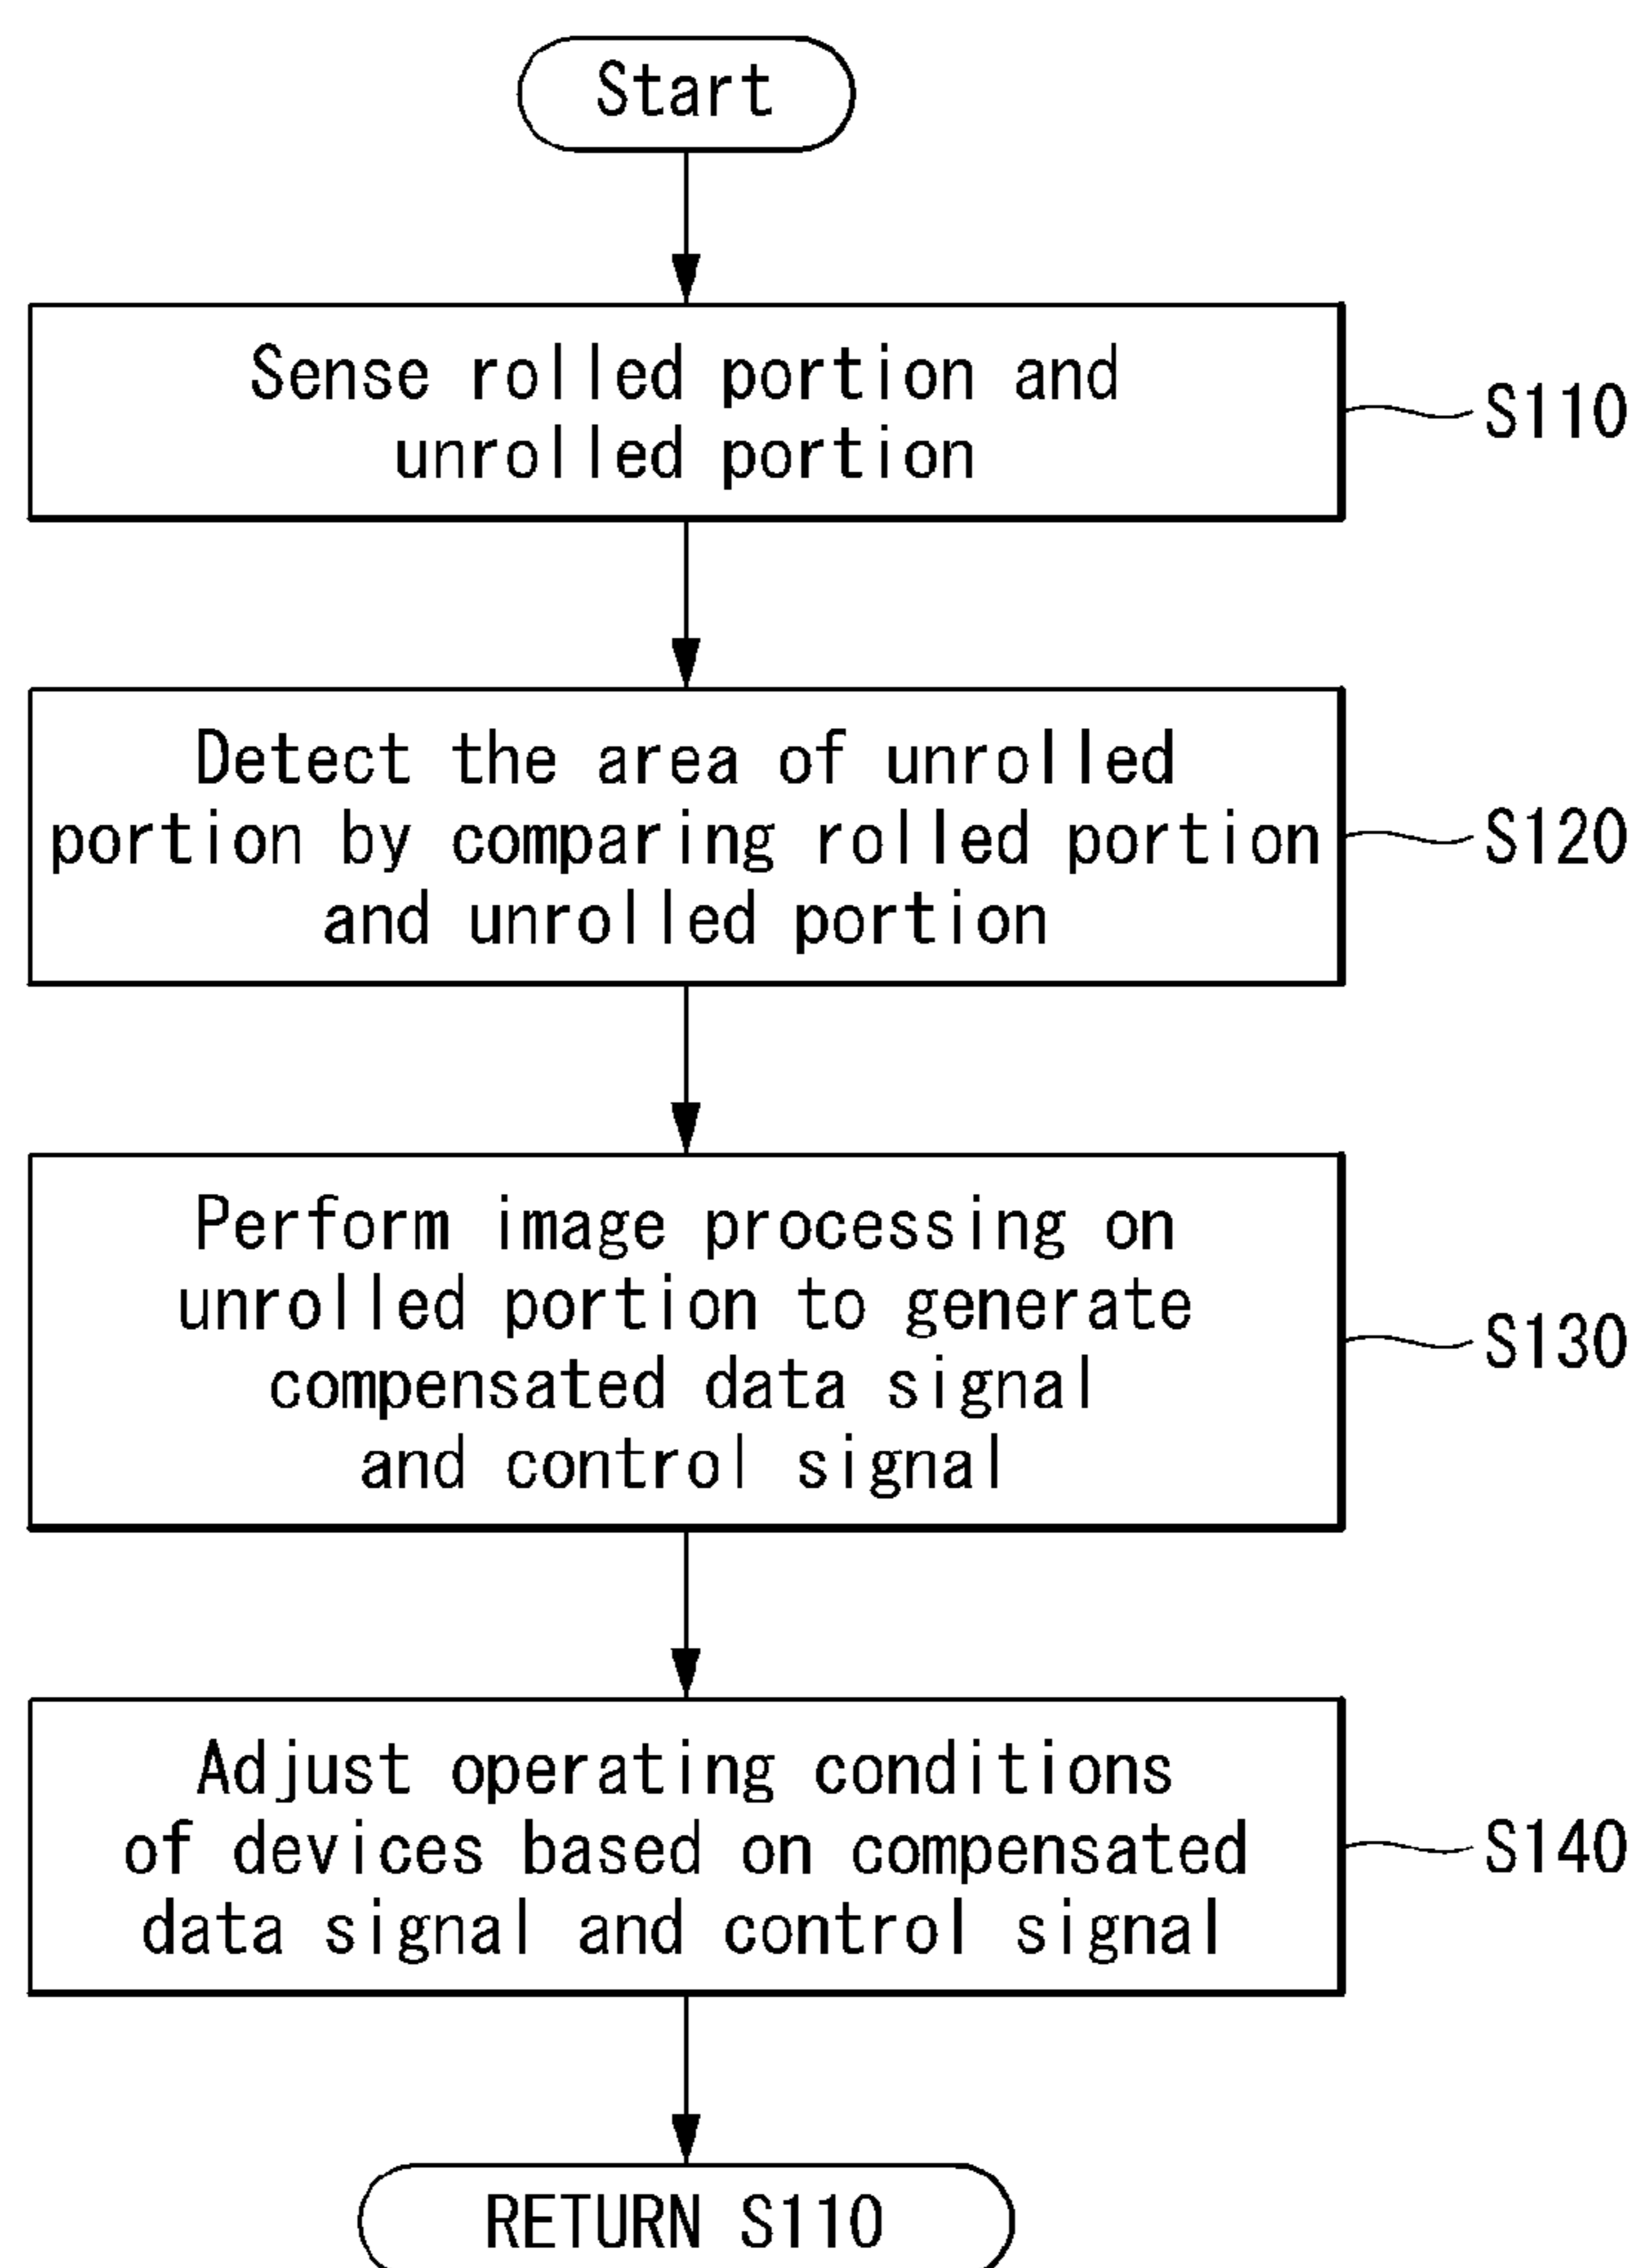 Start
Sense rolled portion and
unrolled portion
S110
Detect the area of unrolled
portion by comparing rolled portion
and unrolled portion
S120
Perform image processing on
unrolled portion to generate
compensated data signal
and control signal
S130
Adjust operating conditions
of devices based on compensated
data signal and control signal
S140
RETURN S110